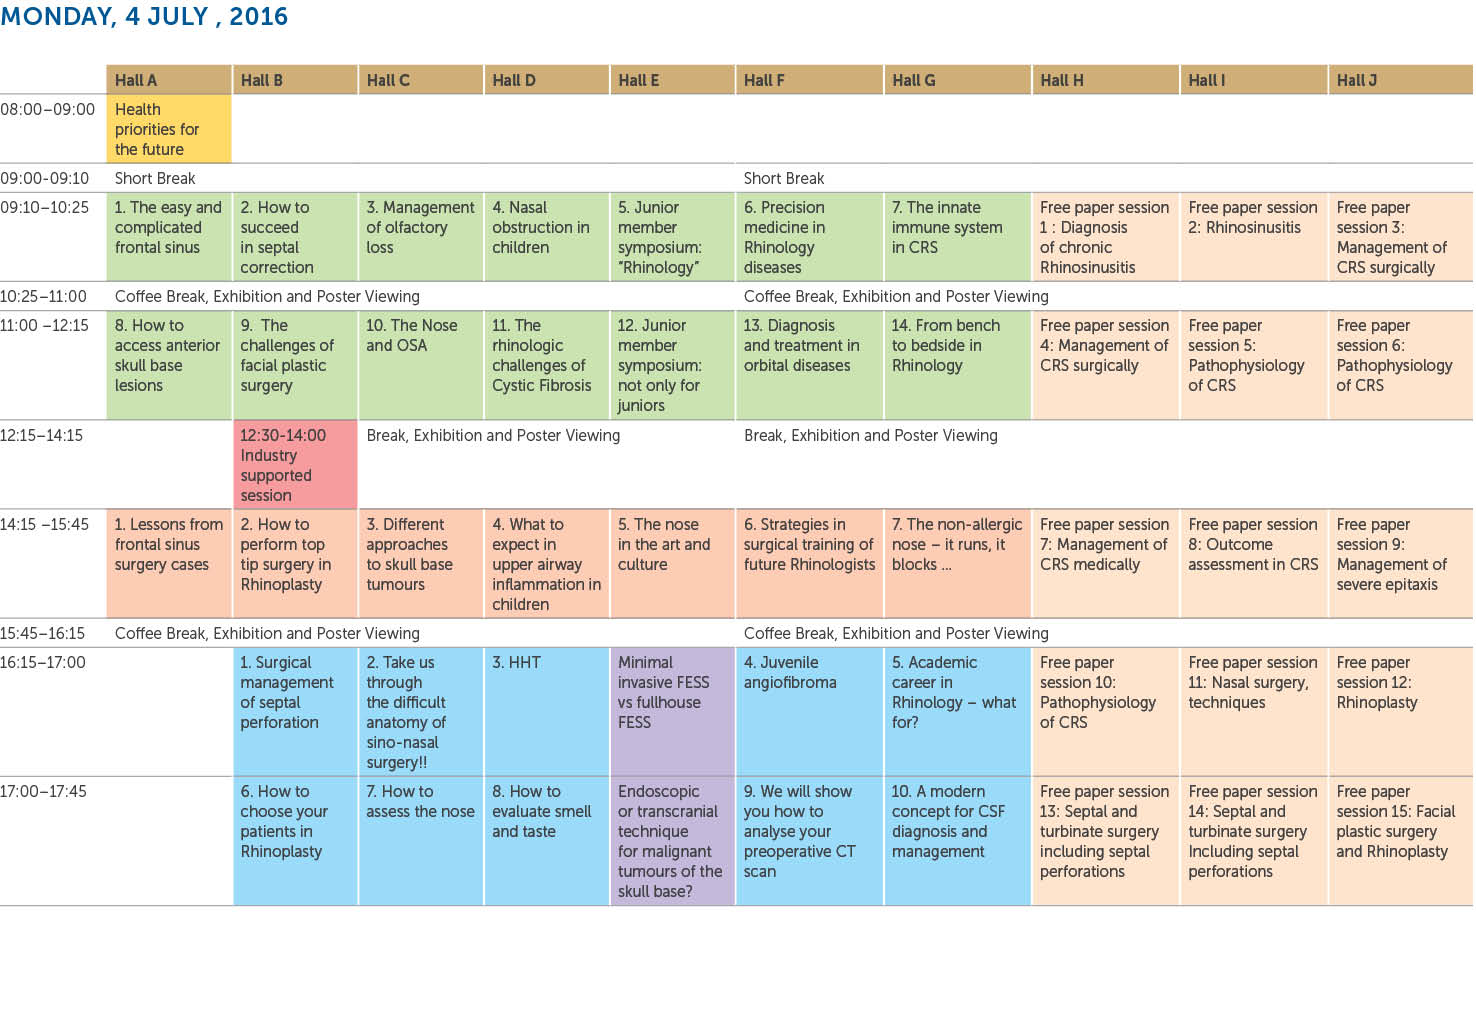 MONDAY, 4 JULY , 2016
Hall A Hall B Hall C Hall D Hall E Hall F Hall G Hall H Hall I Hall J
08:00–09:00
Health
priorities for
the future
09:00-09:10 Short Break Short Break
09:10–10:25
1. The easy and
complicated
frontal sinus
2. How to
succeed
in septal
correction
3. Management
of olfactory
loss
4. Nasal
obstruction in
children
5. Junior
member
symposium:
“Rhinology”
6. Precision
medicine in
Rhinology
diseases
7. The innate
immune system
in CRS
Free paper session
1 : Diagnosis
of chronic
Rhinosinusitis
Free paper session
2: Rhinosinusitis
Free paper
session 3:
Management of
CRS surgically
10:25–11:00 Coffee Break, Exhibition and Poster Viewing Coffee Break, Exhibition and Poster Viewing
11:00 –12:15
8. How to
access anterior
skull base
lesions
9. The
challenges of
facial plastic
surgery
10. The Nose
and OSA
11. The
rhinologic
challenges of
Cystic Fibrosis
12. Junior
member
symposium:
not only for
juniors
13. Diagnosis
and treatment in
orbital diseases
14. From bench
to bedside in
Rhinology
Free paper session
4: Management of
CRS surgically
Free paper
session 5:
Pathophysiology
of CRS
Free paper
session 6:
Pathophysiology
of CRS
12:15–14:15
12:30-14:00
Industry
supported
session
Break, Exhibition and Poster Viewing Break, Exhibition and Poster Viewing
14:15 –15:45
1. Lessons from
frontal sinus
surgery cases
2. How to
perform top
tip surgery in
Rhinoplasty
3. Different
approaches
to skull base
tumours
4. What to
expect in
upper airway
inflammation in
children
5. The nose
in the art and
culture
6. Strategies in
surgical training of
future Rhinologists
7. The non-allergic
nose – it runs, it
blocks ...
Free paper session
7: Management of
CRS medically
Free paper session
8: Outcome
assessment in CRS
Free paper
session 9:
Management of
severe epitaxis
15:45–16:15 Coffee Break, Exhibition and Poster Viewing Coffee Break, Exhibition and Poster Viewing
16:15–17:00
1. Surgical
management
of septal
perforation
2. Take us
through
the difficult
anatomy of
sino-nasal
surgery!!
3. HHT
Minimal
invasive FESS
vs fullhouse
FESS
4. Juvenile
angiofibroma
5. Academic
career in
Rhinology – what
for?
Free paper
session 10:
Pathophysiology
of CRS
Free paper session
11: Nasal surgery,
techniques
Free paper
session 12:
Rhinoplasty
17:00–17:45
6. How to
choose your
patients in
Rhinoplasty
7. How to
assess the nose
8. How to
evaluate smell
and taste
Endoscopic
or transcranial
technique
for malignant
tumours of the
skull base?
9. We will show
you how to
analyse your
preoperative CT
scan
10. A modern
concept for CSF
diagnosis and
management
Free paper session
13: Septal and
turbinate surgery
including septal
perforations
Free paper session
14: Septal and
turbinate surgery
Including septal
perforations
Free paper
session 15: Facial
plastic surgery
and Rhinoplasty